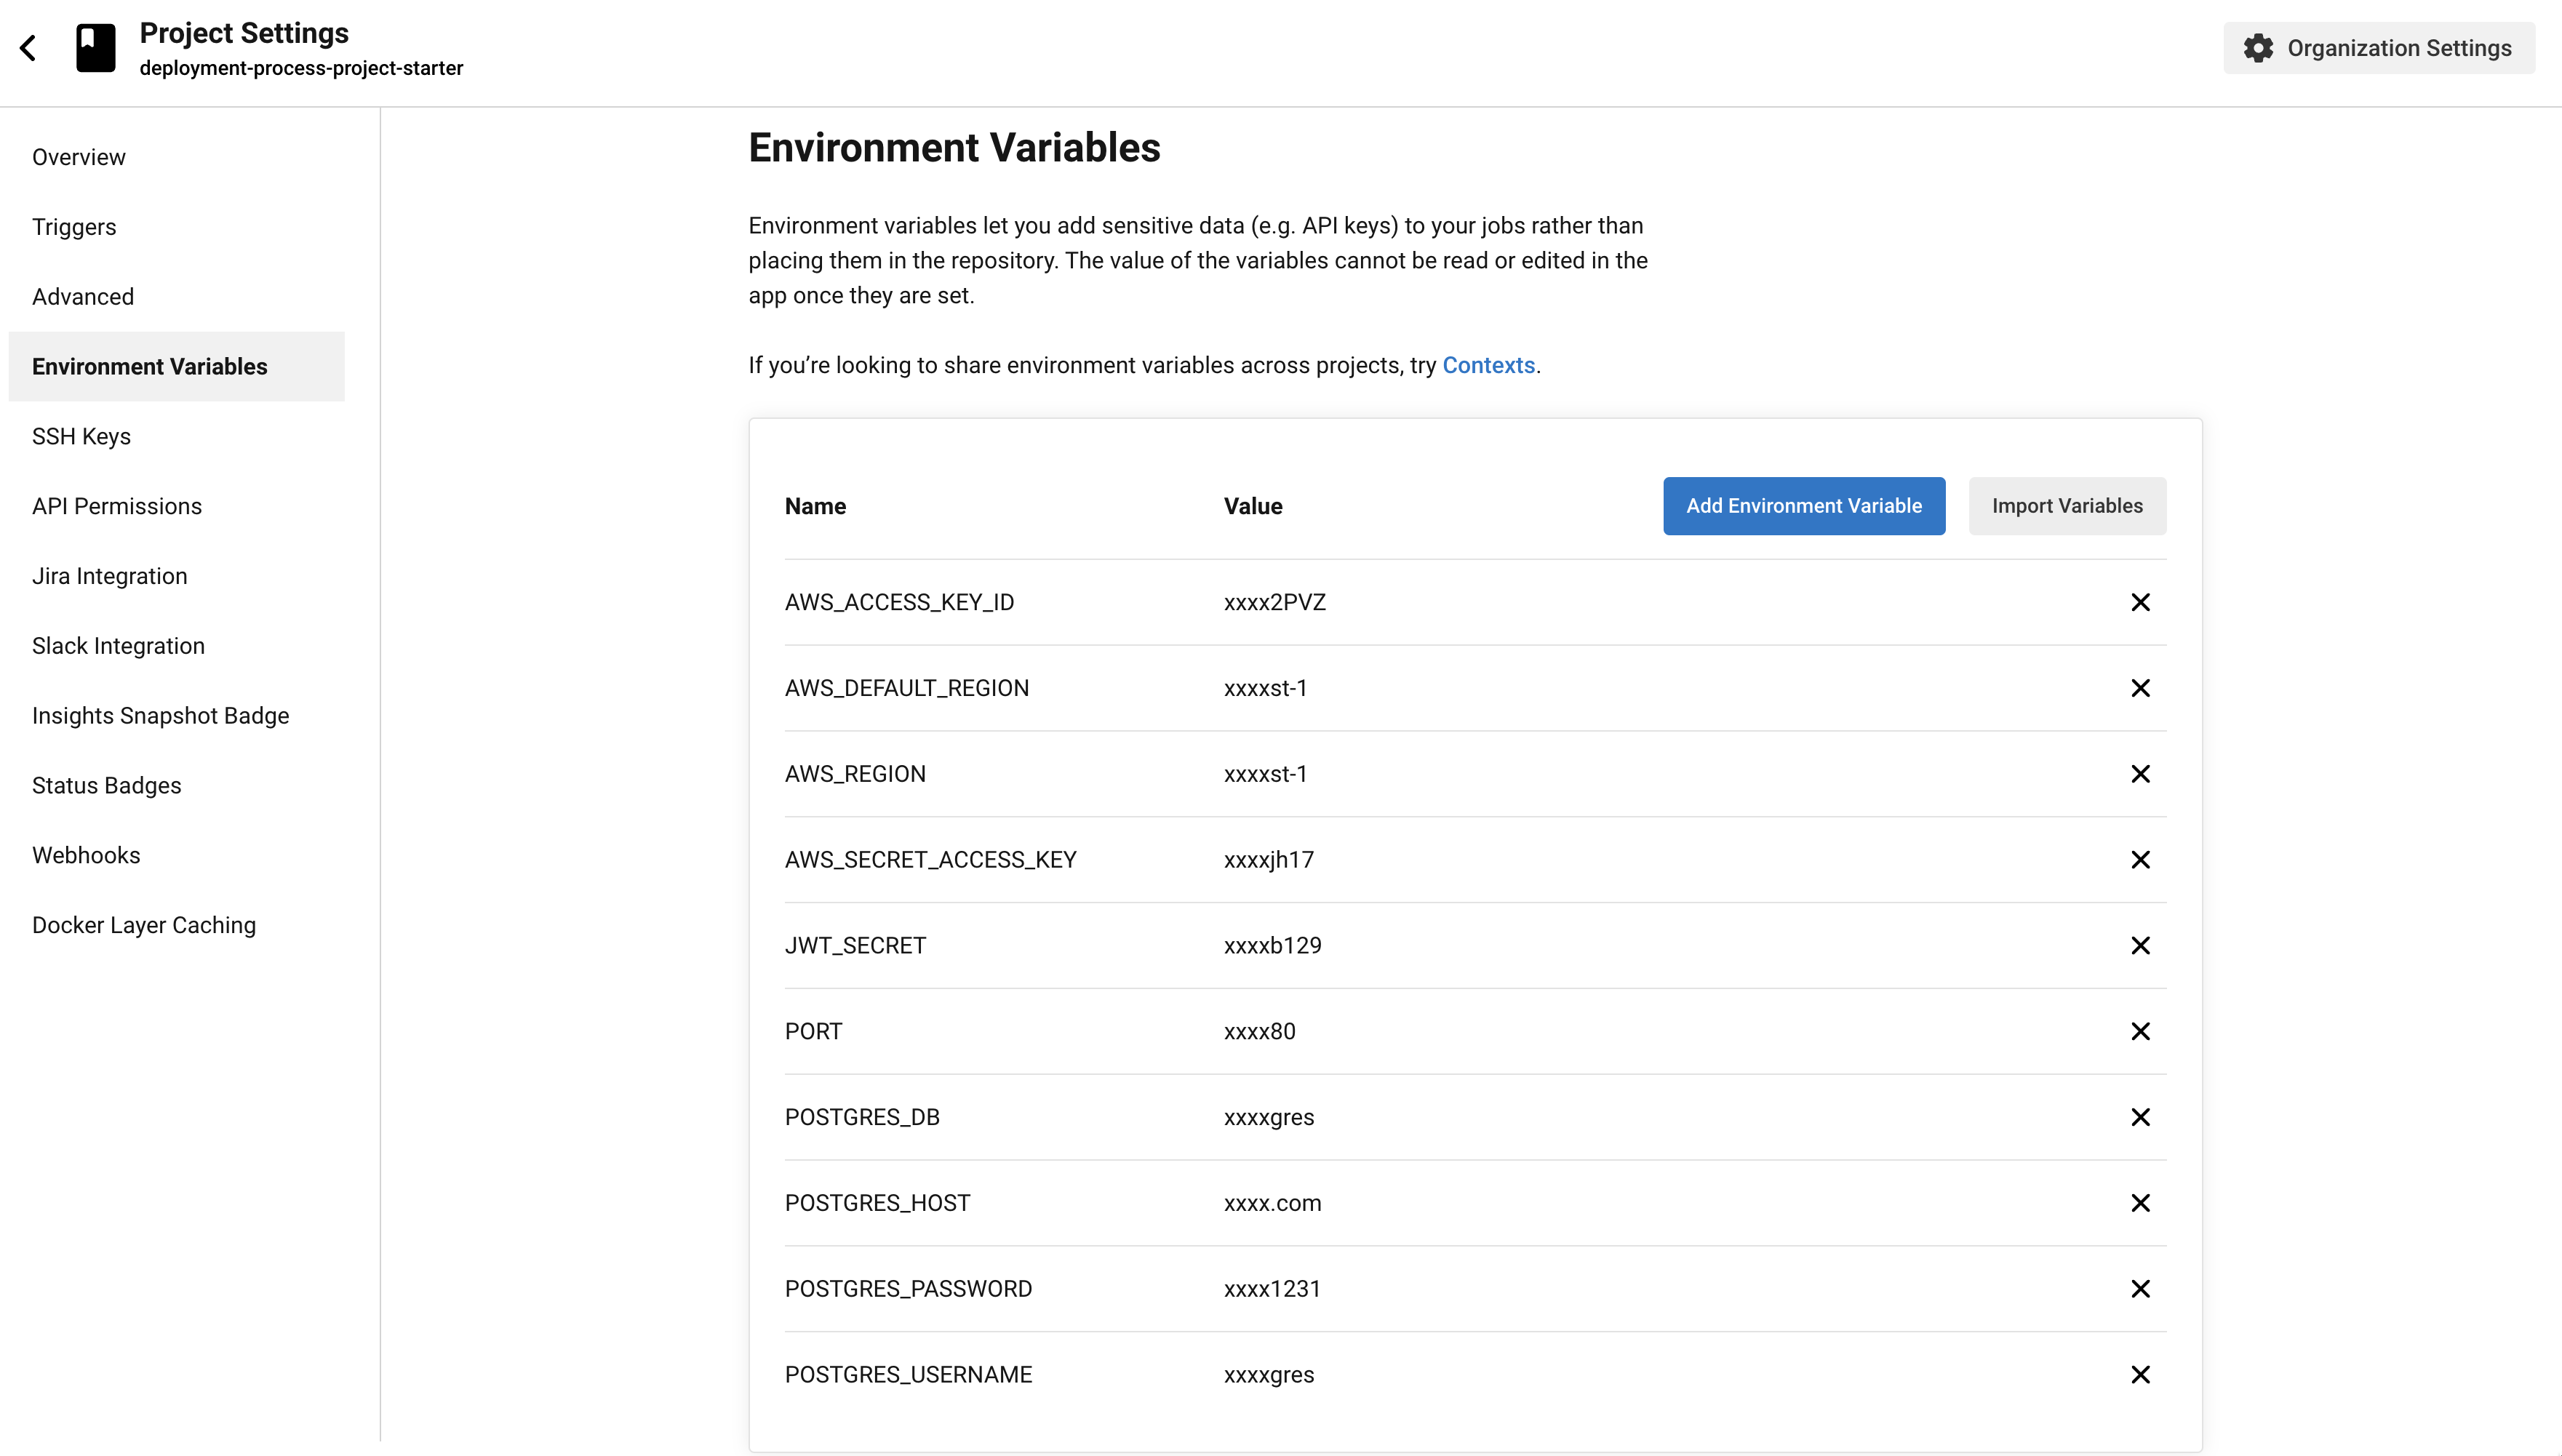 Project Settings
deployment-process-project-starter
Organization Settings
Overview
Triggers
Advanced
Environment Variables
SSH Keys
API Permissions
Jira Integration
Slack Integration
Insights Snapshot Badge
Status Badges
Webhooks
Docker Layer Caching
Environment Variables
Environment variables let you add sensitive data (e.g. API keys) to your jobs rather than
placing them in the repository. The value of the variables cannot be read or edited in the
app once they are set.
If you’re looking to share environment variables across projects, try Contexts.
Name Value Add Environment Variable Import Variables
AWS_ACCESS_KEY_ID xxxx2PVZ
AWS_DEFAULT_REGION xxxxst-1
AWS_REGION xxxxst-1
AWS_SECRET_ACCESS_KEY xxxxjh17
JWT_SECRET xxxxb129
PORT xxxx80
POSTGRES_DB xxxxgres
POSTGRES_HOST xxxx.com
POSTGRES_PASSWORD xxxx1231
POSTGRES_USERNAME xxxxgres